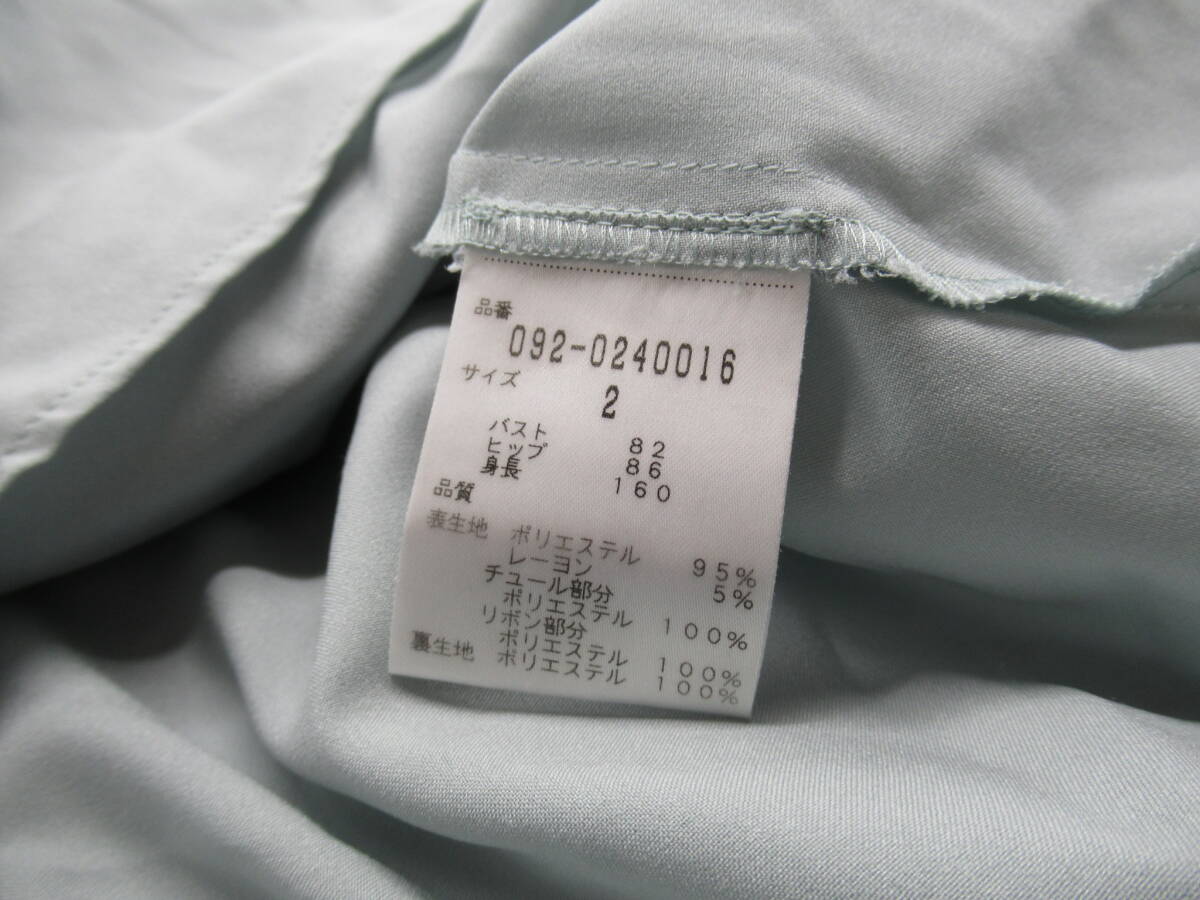 品番
092-0240016
サイズ
2
バスト 82
ヒップ 86
身長 160
品質
表生地 ポリエステル 95%
レーヨン 5%
チュール部分
ポリエステル 100%
リボン部分
ポリエステル 100%
裏生地 ポリエステル 100%